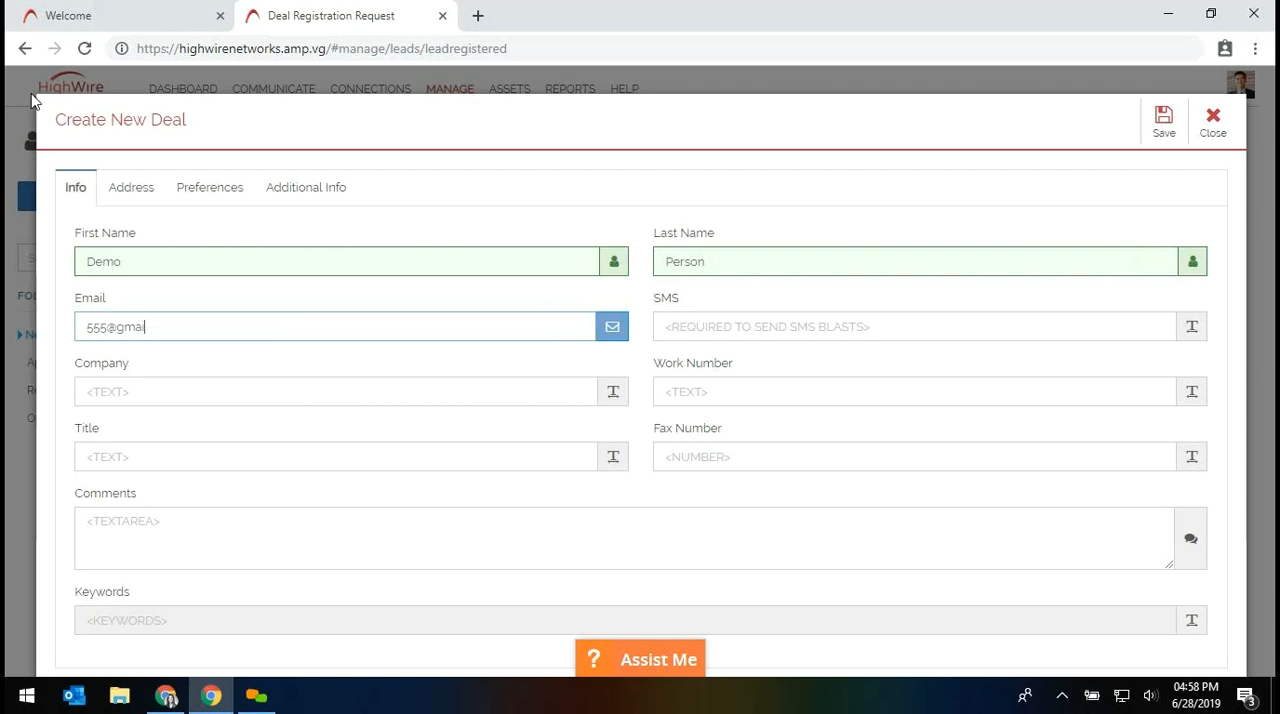 Welcome
Deal Registration Request
https://highwirenetworks.amp.vg/#manage/leads/leadregistered
HighWire
DASHBOARD COMMUNICATE CONNECTIONS MANAGE ASSETS REPORTS HELP
Create New Deal
Save
Close
Info Address Preferences Additional Info
First Name
Last Name
Demo
Person
Email
SMS
555@gmai
<REQUIRED TO SEND SMS BLASTS>
Company
Work Number
<TEXT>
<TEXT>
Title
Fax Number
<TEXT>
<NUMBER>
Comments
<TEXTAREA>
Keywords
<KEYWORDS>
? Assist Me
04:58 PM
6/28/2019
3